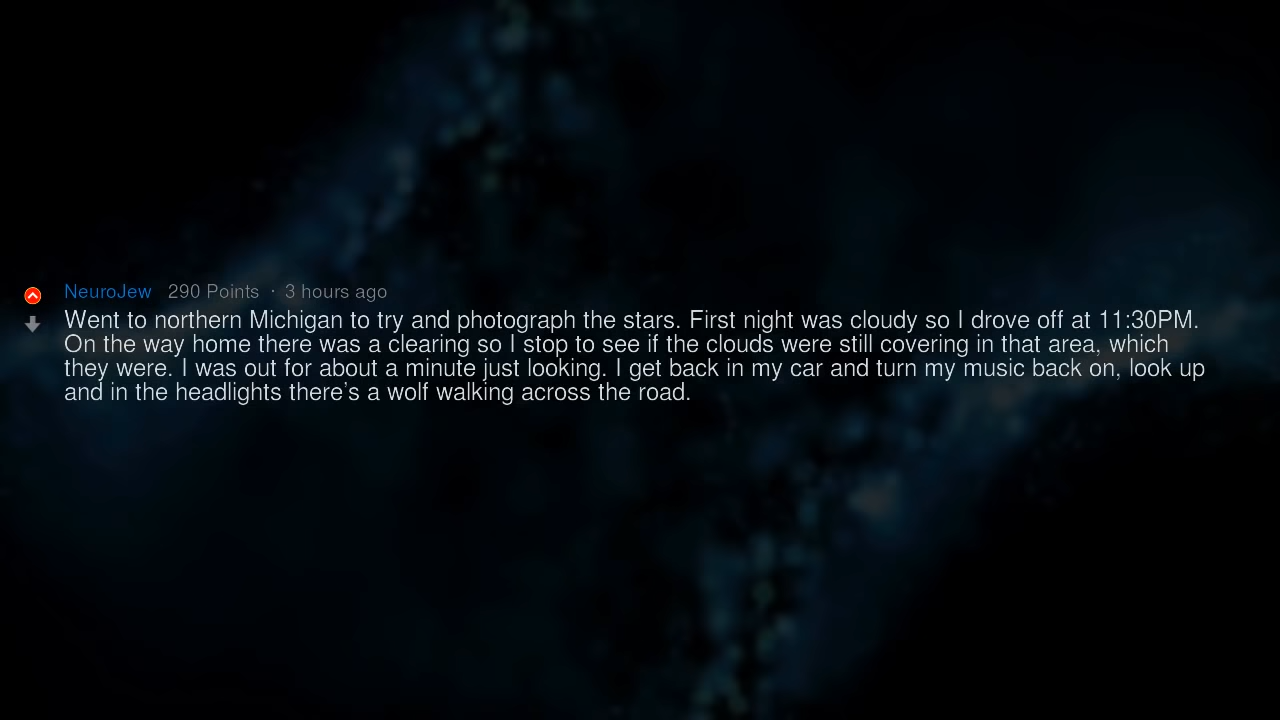 NeuroJew 290 Points · 3 hours ago
Went to northern Michigan to try and photograph the stars. First night was cloudy so I drove off at 11:30PM.
On the way home there was a clearing so I stop to see if the clouds were still covering in that area, which
they were. I was out for about a minute just looking. I get back in my car and turn my music back on, look up
and in the headlights there's a wolf walking across the road.